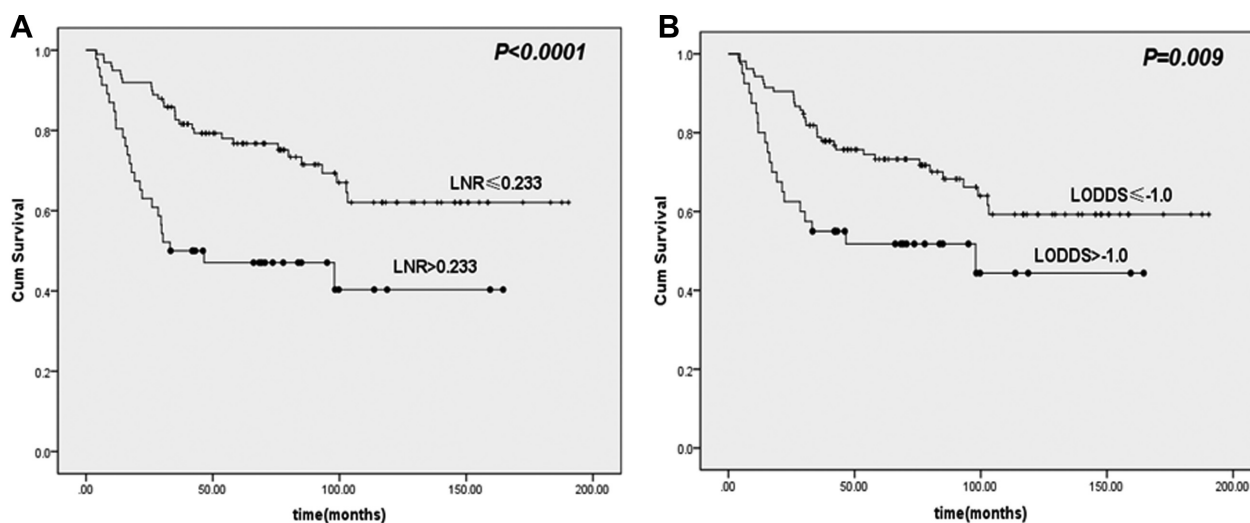 A
P<0.0001
1.0
0.8
0.6
0.4
0.2
0.0
Cum Survival
LNR≤0.233
LNR>0.233
.00
50.00
100.00
150.00
200.00
time(months)
B
P=0.009
1.0
0.8
0.6
0.4
0.2
0.0
Cum Survival
LODDS≤-1.0
LODDS>-1.0
.00
50.00
100.00
150.00
200.00
time(months)